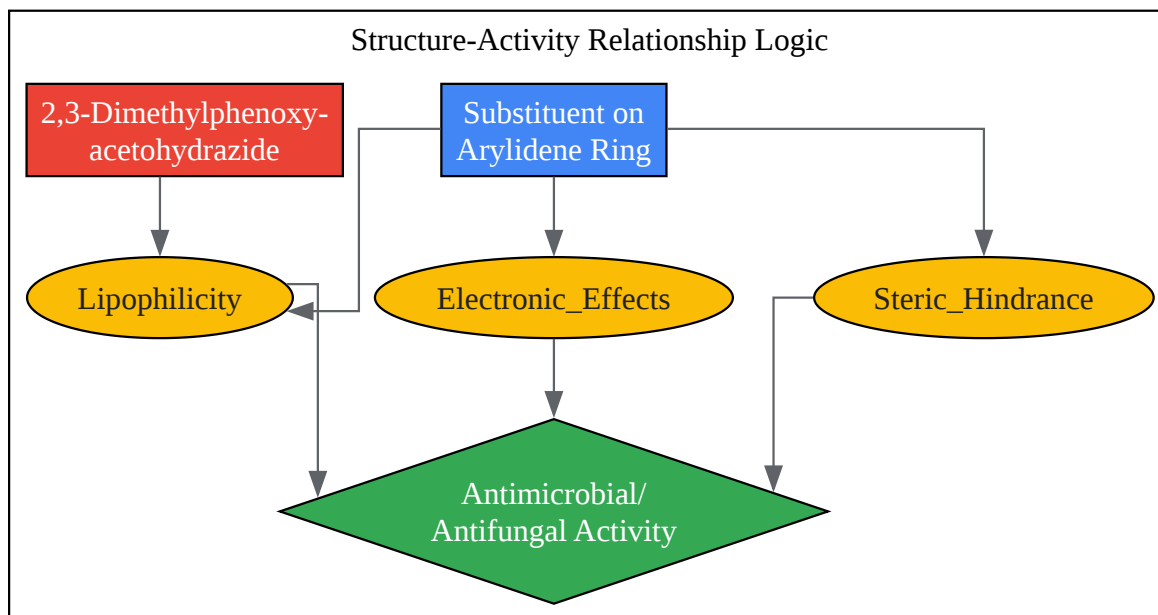 Structure-Activity Relationship Logic
2,3-Dimethylphenoxy-
acetohydrazide
Substituent on
Arylidene Ring
Lipophilicity
Electronic_Effects
Steric_Hindrance
Antimicrobial/
Antifungal Activity